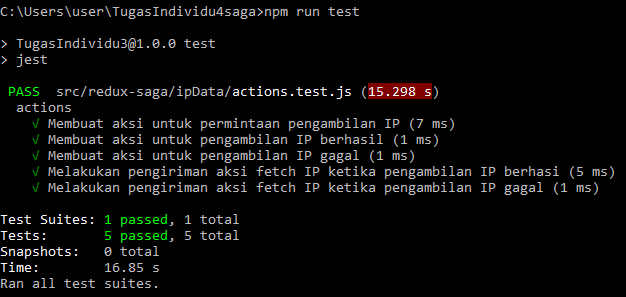 C:\Users\user\TugasIndividu4saga>npm run test
> TugasIndividu3@1.0.0 test
> jest
PASS src/redux-saga/ipData/actions.test.js (15.298 s)
actions
√ Membuat aksi untuk permintaan pengambilan IP (7 ms)
√ Membuat aksi untuk pengambilan IP berhasil (1 ms)
√ Membuat aksi untuk pengambilan IP gagal (1 ms)
√ Melakukan pengiriman aksi fetch IP ketika pengambilan IP berhasi (5 ms)
√ Melakukan pengiriman aksi fetch IP ketika pengambilan IP gagal (1 ms)
Test Suites: 1 passed, 1 total
Tests: 5 passed, 5 total
Snapshots: 0 total
Time: 16.85 s
Ran all test suites.